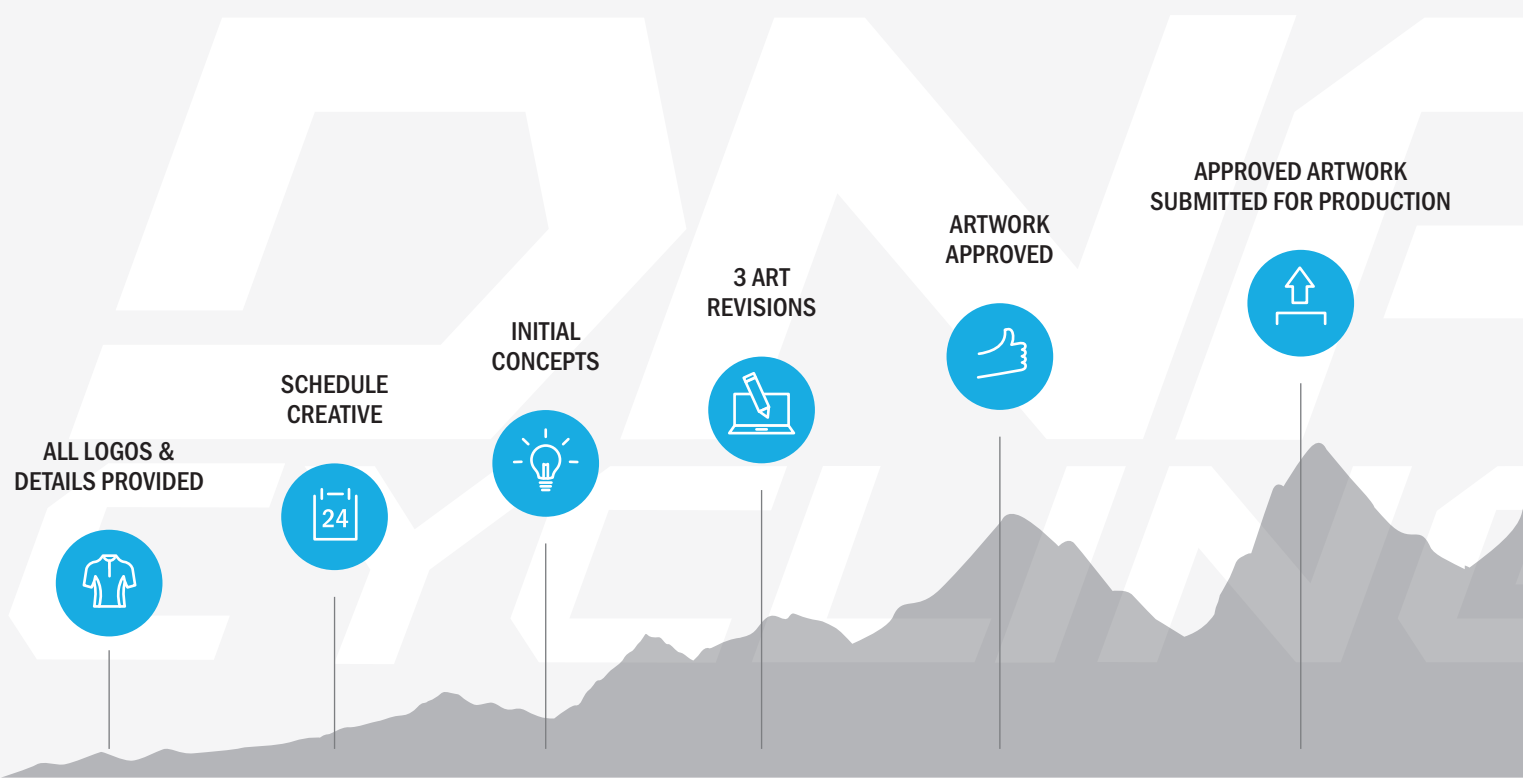 ALL LOGOS &
DETAILS PROVIDED
SCHEDULE
CREATIVE
24
INITIAL
CONCEPTS
3 ART
REVISIONS
ARTWORK
APPROVED
APPROVED ARTWORK
SUBMITTED FOR PRODUCTION